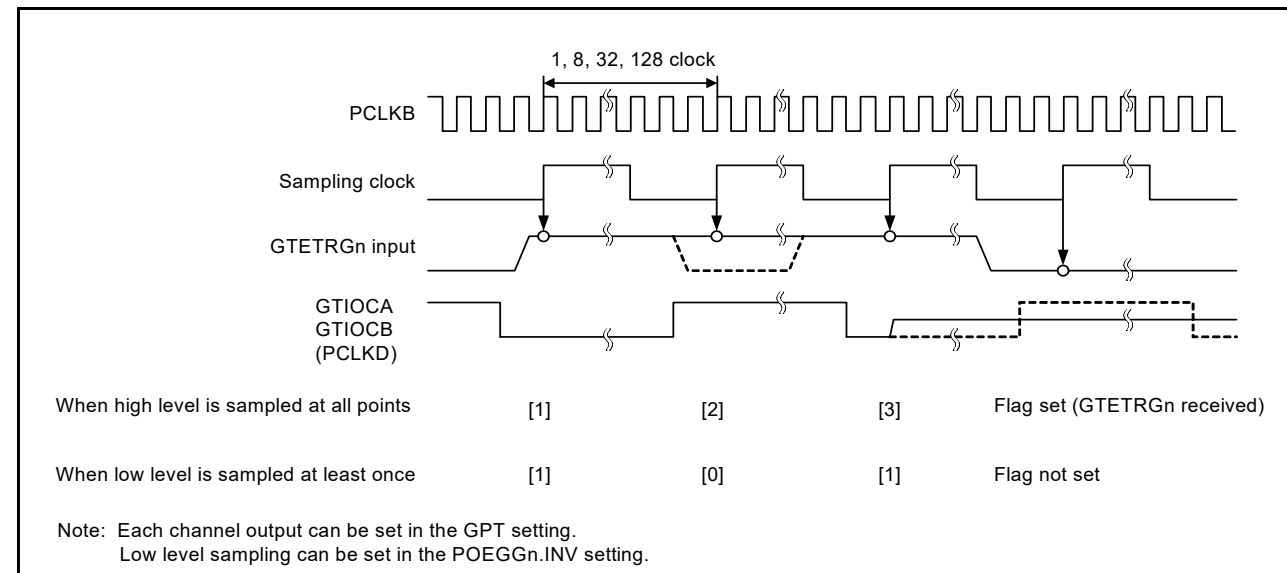 1, 8, 32, 128 clock
PCLKB
Sampling clock
GTETRGn input
GTIOCA
GTIOCB
(PCLKD)
When high level is sampled at all points [1] [2] [3] Flag set (GTETRGn received)
When low level is sampled at least once [1] [0] [1] Flag not set
Note: Each channel output can be set in the GPT setting.
Low level sampling can be set in the POEGGn.INV setting.